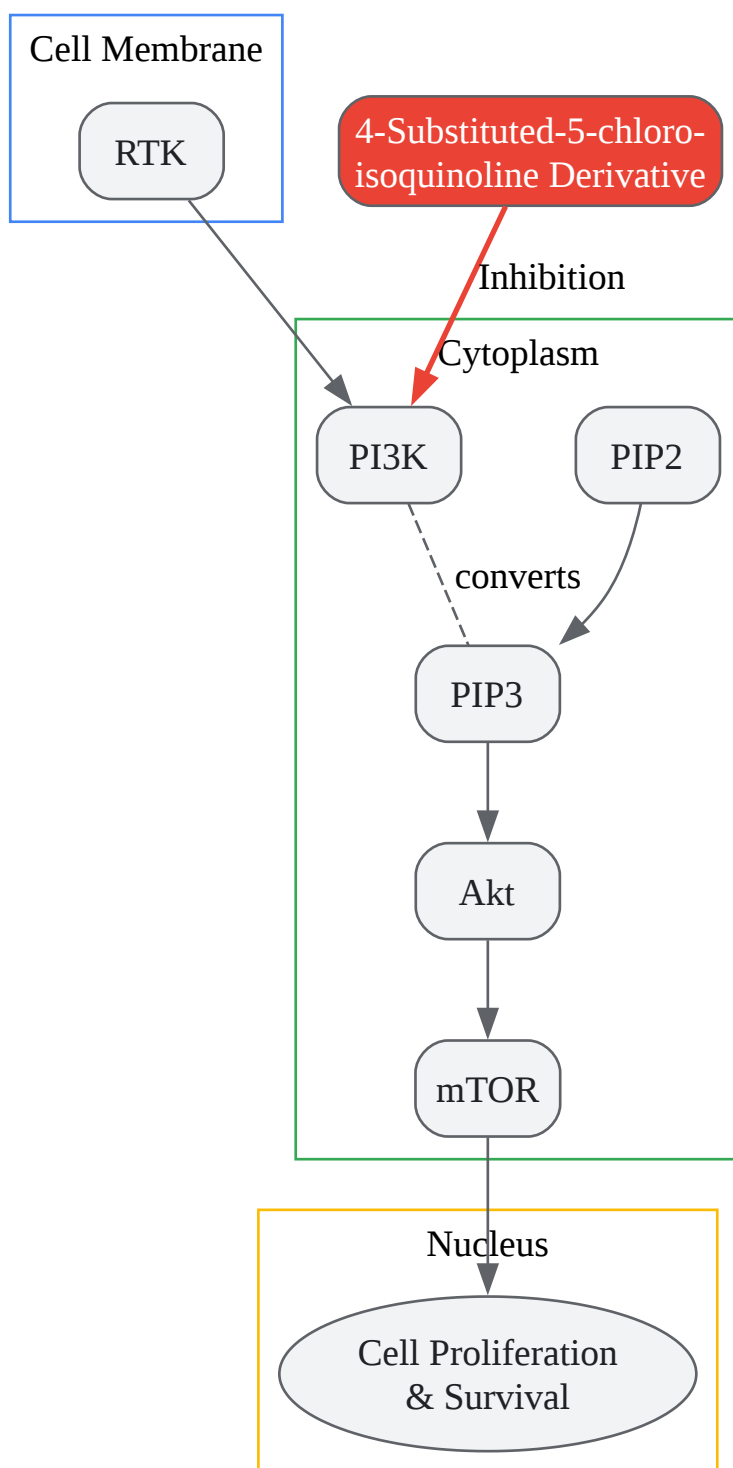 Cell Membrane
RTK
4-Substituted-5-chloro-
isoquinoline Derivative
Inhibition
Cytoplasm
PI3K
PIP2
converts
PIP3
Akt
mTOR
Nucleus
Cell Proliferation
& Survival